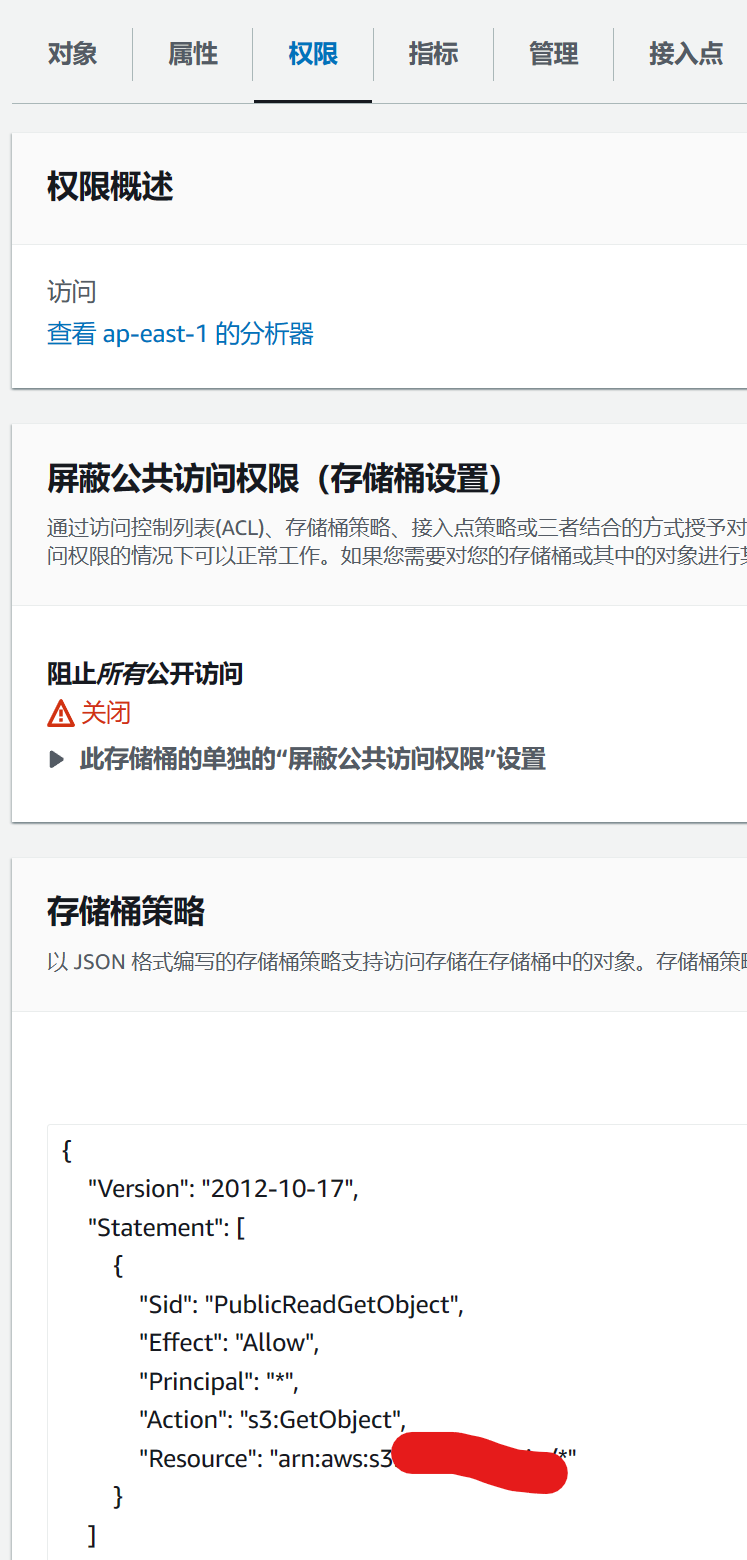 对象 属性 权限 指标 管理 接入点
权限概述
访问
查看 ap-east-1 的分析器
屏蔽公共访问权限（存储桶设置）
通过访问控制列表(ACL)、存储桶策略、接入点策略或三者结合的方式授予对
问权限的情况下可以正常工作。如果您需要对您的存储桶或其中的对象进行
阻止所有公开访问
关闭
此存储桶的单独的“屏蔽公共访问权限”设置
存储桶策略
以 JSON 格式编写的存储桶策略支持访问存储在存储桶中的对象。存储桶策略
{
"Version": "2012-10-17",
"Statement": [
{
"Sid": "PublicReadGetObject",
"Effect": "Allow",
"Principal": "*",
"Action": "s3:GetObject",
"Resource": "arn:aws:s3 /*"
}
]